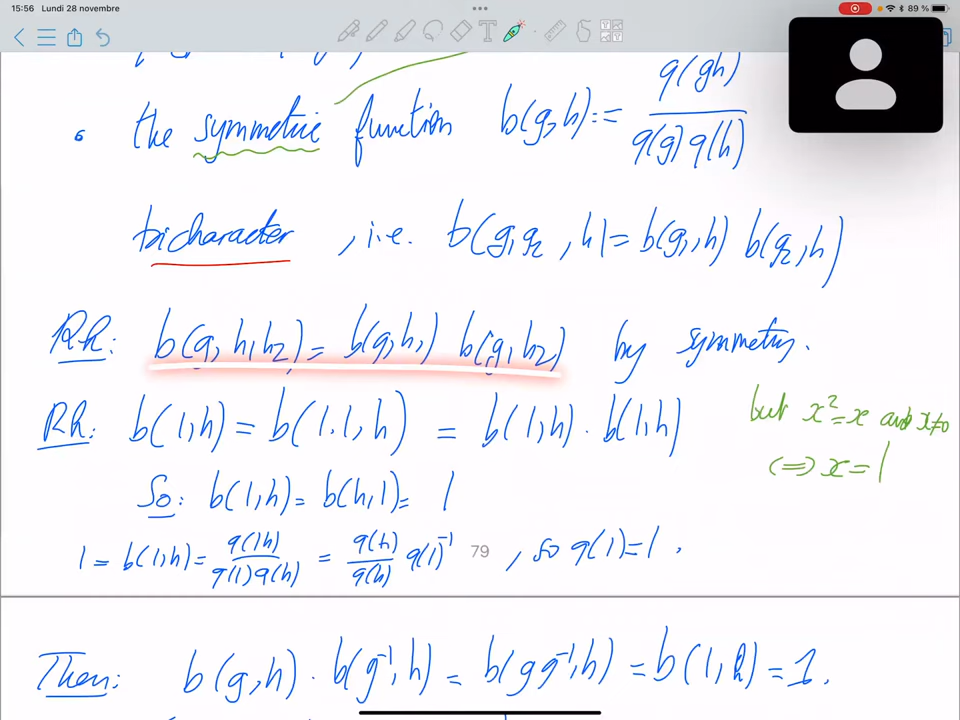 15:56 Lundi 28 novembre
89 %
q(gh)
the symmetric function b(g,h):= ―――
q(g)q(h)
bicharacter, i.e. b(g₁g₂, h) = b(g₁,h) b(g₂,h)
RK: b(g, h₁h₂) = b(g,h₁) b(g,h₂) by symmetry.
RK: b(1,h) = b(1.1,h) = b(1,h) . b(1,h)
but x²=x and x≠0
⟺ x=1
So: b(1,h) = b(h,1) = 1
1 = b(1,h) = q(1h)/q(1)q(h) = q(h)/q(h) q(1)⁻¹, so q(1)=1.
79
Then: b(g,h) . b(g⁻¹,h) = b(gg⁻¹,h) = b(1,h) = 1.